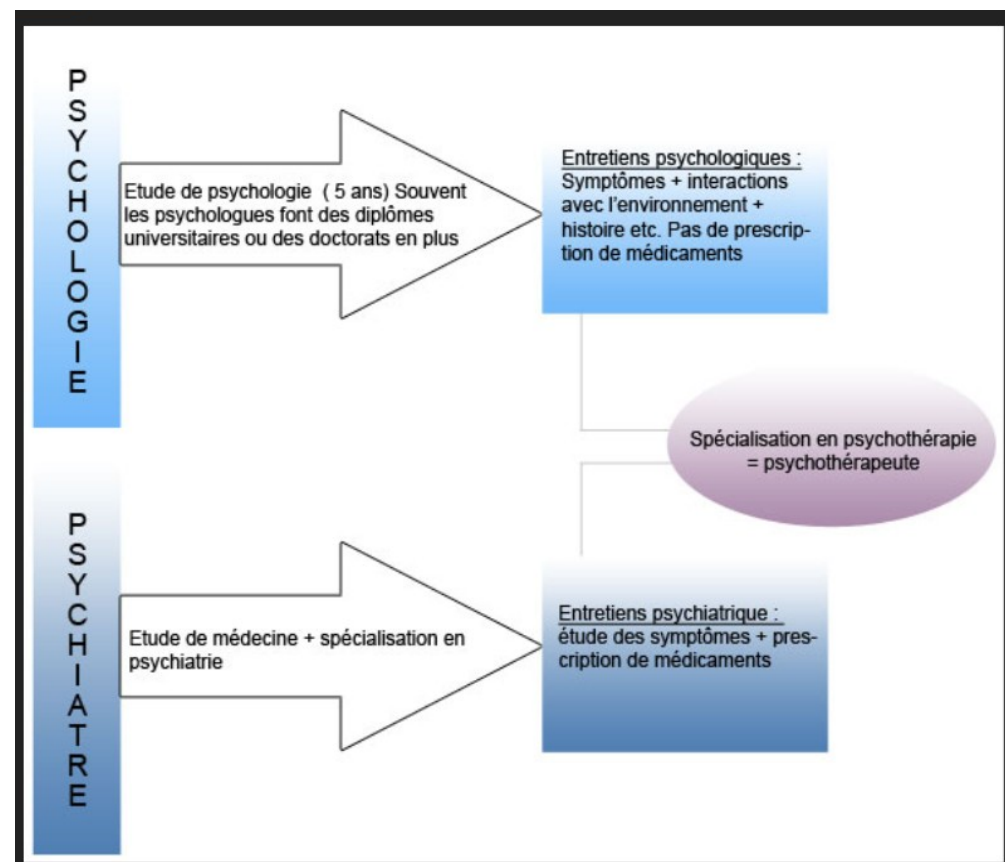 PSYCHOLOGIE
Etude de psychologie ( 5 ans) Souvent
les psychologues font des diplômes
universitaires ou des doctorats en plus
Entretiens psychologiques :
Symptômes + interactions
avec l'environnement +
histoire etc. Pas de prescrip-
tion de médicaments
Spécialisation en psychothérapie
= psychothérapeute
PSYCHIATRE
Etude de médecine + spécialisation en
psychiatrie
Entretiens psychiatrique :
étude des symptômes + pres-
cription de médicaments